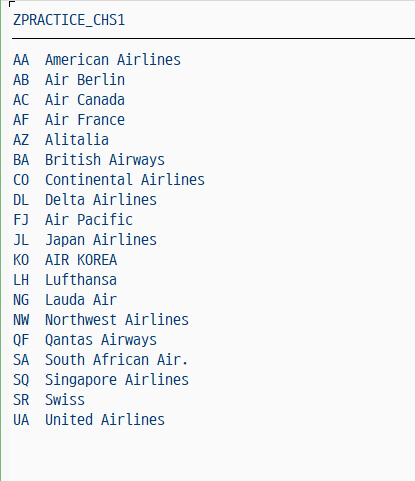 ZPRACTICE_CHS1
AA American Airlines
AB Air Berlin
AC Air Canada
AF Air France
AZ Alitalia
BA British Airways
CO Continental Airlines
DL Delta Airlines
FJ Air Pacific
JL Japan Airlines
KO AIR KOREA
LH Lufthansa
NG Lauda Air
NW Northwest Airlines
QF Qantas Airways
SA South African Air.
SQ Singapore Airlines
SR Swiss
UA United Airlines